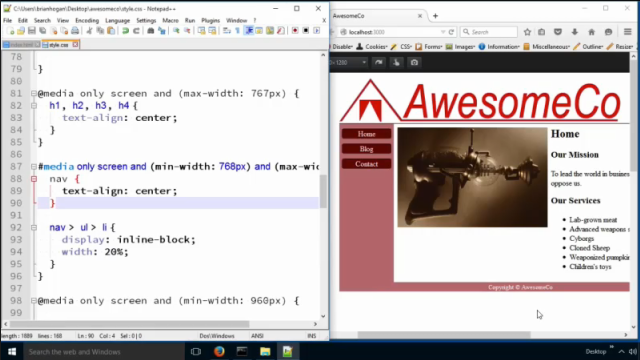 C:\Users\brianhogan\Desktop\awesomeco\style.css - Notepad++
File Edit Search View Encoding Language Settings Macro Run Plugins Window ?
style.css
78
79 }
80
81 @media only screen and (max-width: 767px) {
82 h1, h2, h3, h4 {
83 text-align: center;
84 }
85 }
86
87 #media only screen and (min-width: 768px) and (max-wi
88 nav {
89 text-align: center;
90 }
91
92 nav > ul > li {
93 display: inline-block;
94 width: 20%;
95 }
96 }
97
98 @media only screen and (min-width: 960px) {
99
length : 1889 lines : 168 Ln : 90 Col : 4 Sel : 0 | 0 Dos\Windows ANSI
AwesomeCo
localhost:8000
Search
Disable Cookies CSS Forms Images Information Miscellaneous Outline
AwesomeCo
Home
Blog
Contact
Home
Our Mission
To lead the world in busine
oppose us.
Our Services
Lab-grown meat
Advanced weapons
Cyborgs
Cloned Sheep
Weaponized pumpkin
Children's toys
Copyright © AwesomeCo
Search the web and Windows
Desktop